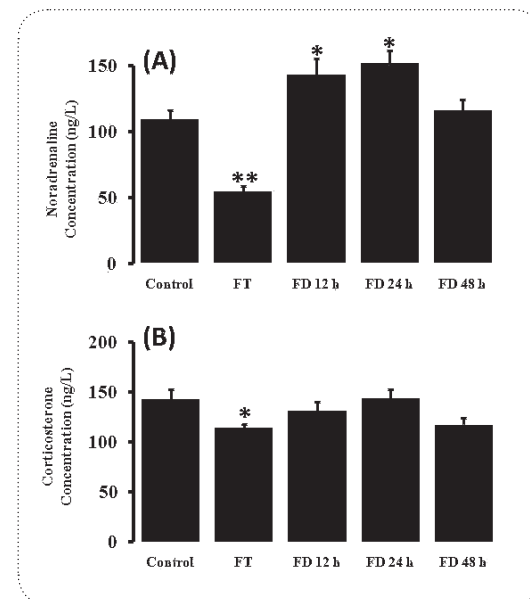 (A)
Noradrenaline
Concentration (ng/L)
150
100
50
0
*
*
**
Control FT FD 12 h FD 24 h FD 48 h
(B)
Corticosterone
Concentration (ng/L)
200
150
100
50
0
*
Control FT FD 12 h FD 24 h FD 48 h